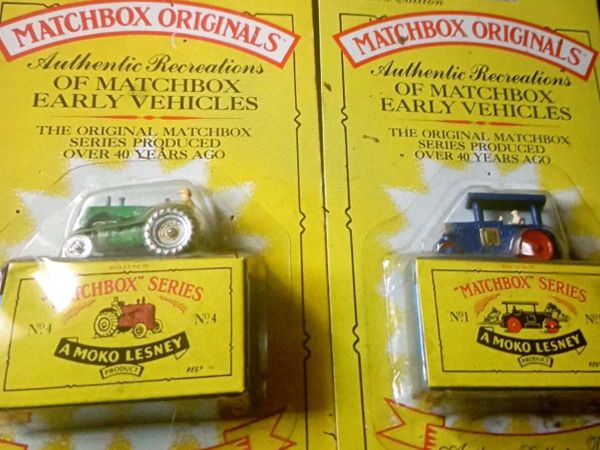 MATCHBOX ORIGINALS
Authentic Recreations
OF MATCHBOX
EARLY VEHICLES
THE ORIGINAL MATCHBOX
SERIES PRODUCED
OVER 40 YEARS AGO
"MATCHBOX" SERIES
Nº4
Nº4
A MOKO LESNEY
PRODUCT
REGD
Edition
MATCHBOX ORIGINALS
Authentic Recreations
OF MATCHBOX
EARLY VEHICLES
THE ORIGINAL MATCHBOX
SERIES PRODUCED
OVER 40 YEARS AGO
"MATCHBOX" SERIES
Nº1
A MOKO LESNEY
PRODUCT